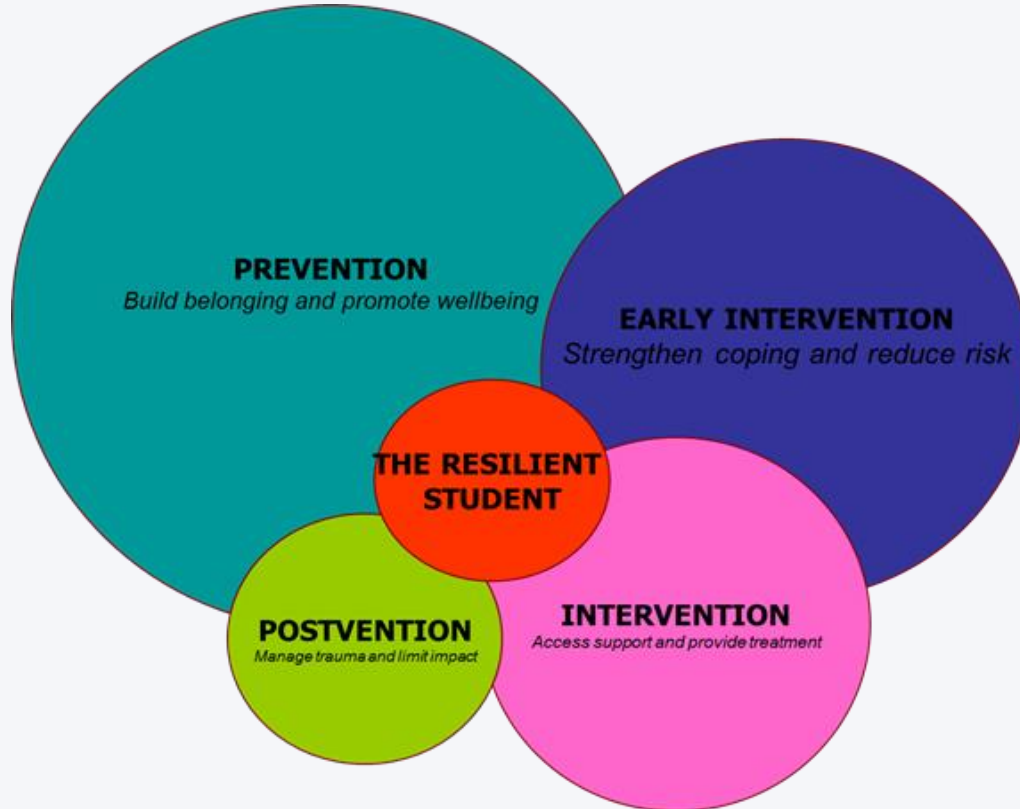 PREVENTION
Build belonging and promote wellbeing
EARLY INTERVENTION
Strengthen coping and reduce risk
THE RESILIENT
STUDENT
POSTVENTION
Manage trauma and limit impact
INTERVENTION
Access support and provide treatment